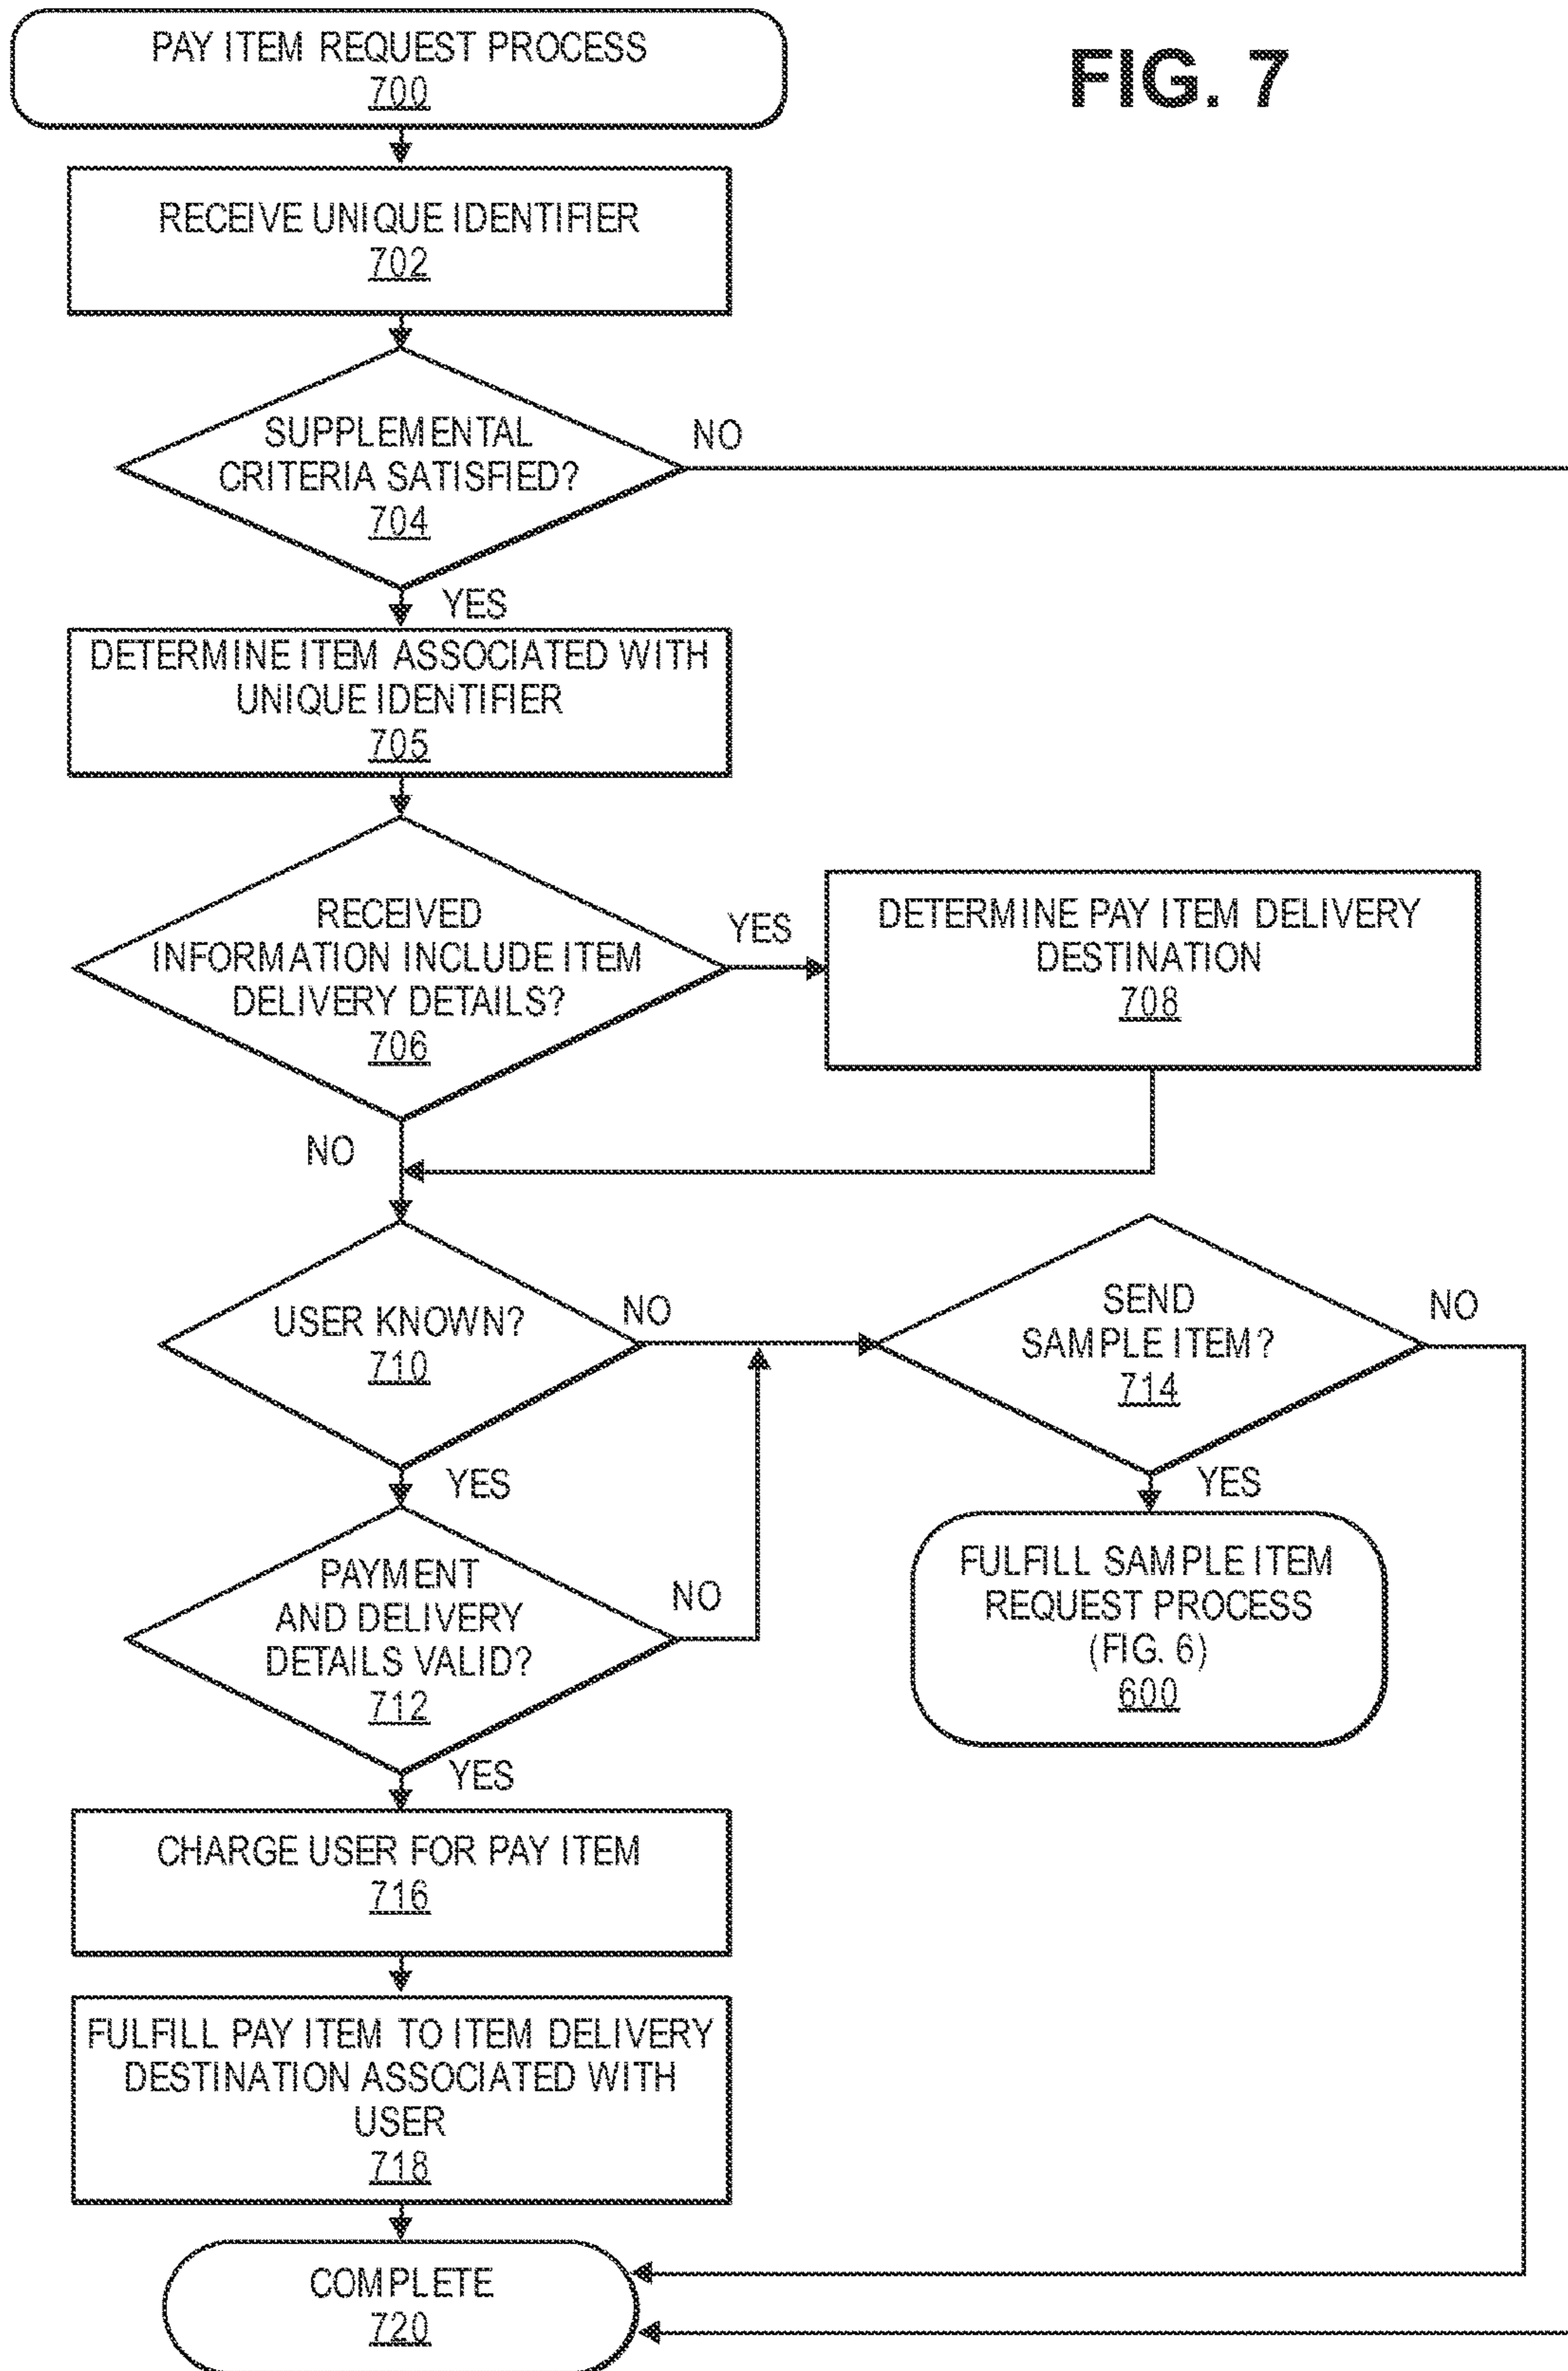 PAY ITEM REQUEST PROCESS
700
FIG. 7
RECEIVE UNIQUE IDENTIFIER
702
SUPPLEMENTAL
CRITERIA SATISFIED?
704
NO
YES
DETERMINE ITEM ASSOCIATED WITH
UNIQUE IDENTIFIER
705
RECEIVED
INFORMATION INCLUDE ITEM
DELIVERY DETAILS?
706
YES
DETERMINE PAY ITEM DELIVERY
DESTINATION
708
NO
USER KNOWN?
710
NO
SEND
SAMPLE ITEM?
714
NO
YES
YES
PAYMENT
AND DELIVERY
DETAILS VALID?
712
NO
FULFILL SAMPLE ITEM
REQUEST PROCESS
(FIG. 6)
600
YES
CHARGE USER FOR PAY ITEM
716
FULFILL PAY ITEM TO ITEM DELIVERY
DESTINATION ASSOCIATED WITH
USER
718
COMPLETE
720